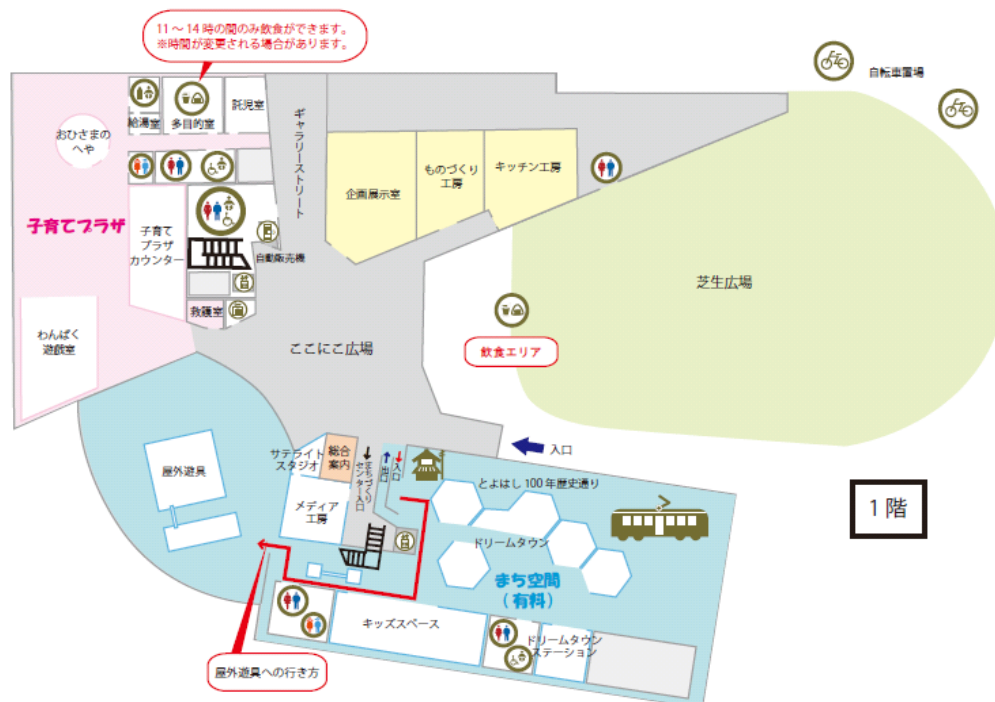 11～14時の間のみ飲食ができます。
※時間が変更される場合があります。
自転車置場
給湯室
多目的室
託児室
おひさまの
へや
ギャラリーストリート
企画展示室
ものづくり
工房
キッチン工房
子育てプラザ
子育て
プラザ
カウンター
自動販売機
救護室
芝生広場
飲食エリア
わんぱく
遊戯室
ここにこ広場
入口
サテライト
スタジオ
総合
案内
まちづくり
センター入口
出口
入口
とよはし100年歴史通り
屋外遊具
メディア
工房
1階
ドリームタウン
まち空間
（有料）
キッズスペース
ドリームタウン
ステーション
屋外遊具への行き方